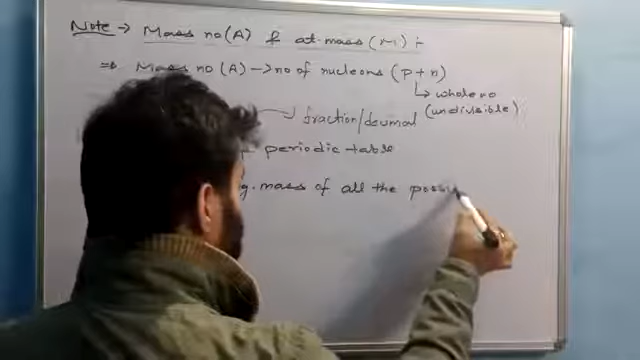 Note → Mass no(A) & at. mass (M) :-
⇒ Mass no (A) → no of nucleons (p+n)
↳ whole no
(undivisible)
fraction/decimal
periodic table
g. mass of all the possi